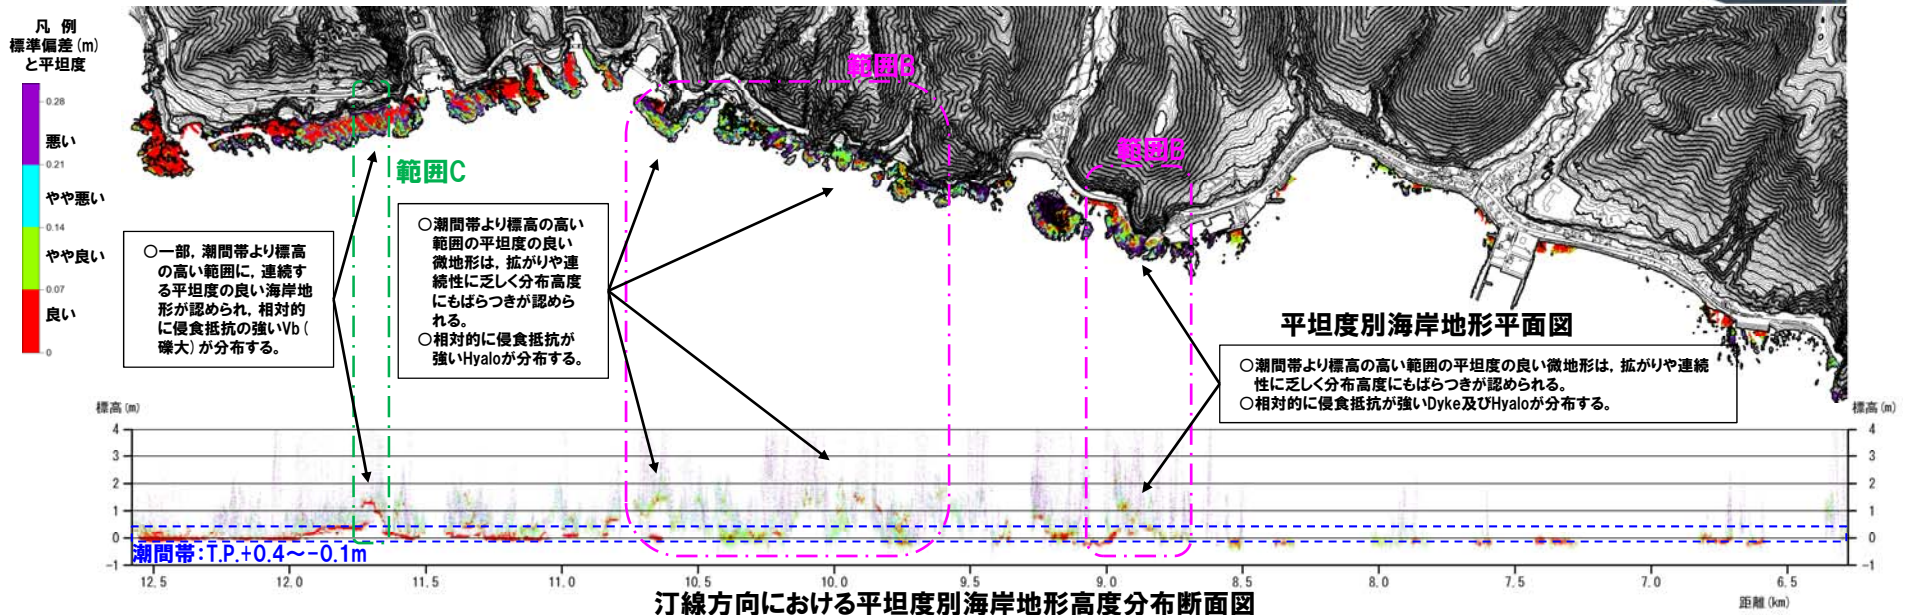 凡 例
標準偏差(m)
と平坦度
0.28
悪い
0.21
やや悪い
0.14
やや良い
0.07
良い
0
範囲B
範囲B
範囲C
○一部, 潮間帯より標高
の高い範囲に, 連続す
る平坦度の良い海岸地
形が認められ, 相対的
に侵食抵抗の強いVb(
礫大)が分布する。
○潮間帯より標高の高い
範囲の平坦度の良い
微地形は, 拡がりや連
続性に乏しく分布高度
にもばらつきが認めら
れる。
○相対的に侵食抵抗が
強いHyaloが分布する。
平坦度別海岸地形平面図
○潮間帯より標高の高い範囲の平坦度の良い微地形は, 拡がりや連続
性に乏しく分布高度にもばらつきが認められる。
○相対的に侵食抵抗が強いDyke及びHyaloが分布する。
標高(m)
標高(m)
4
3
2
1
0
-1
4
3
2
1
0
-1
潮間帯:T.P.+0.4～-0.1m
12.5 12.0 11.5 11.0 10.5 10.0 9.5 9.0 8.5 8.0 7.5 7.0 6.5
距離(km)
汀線方向における平坦度別海岸地形高度分布断面図